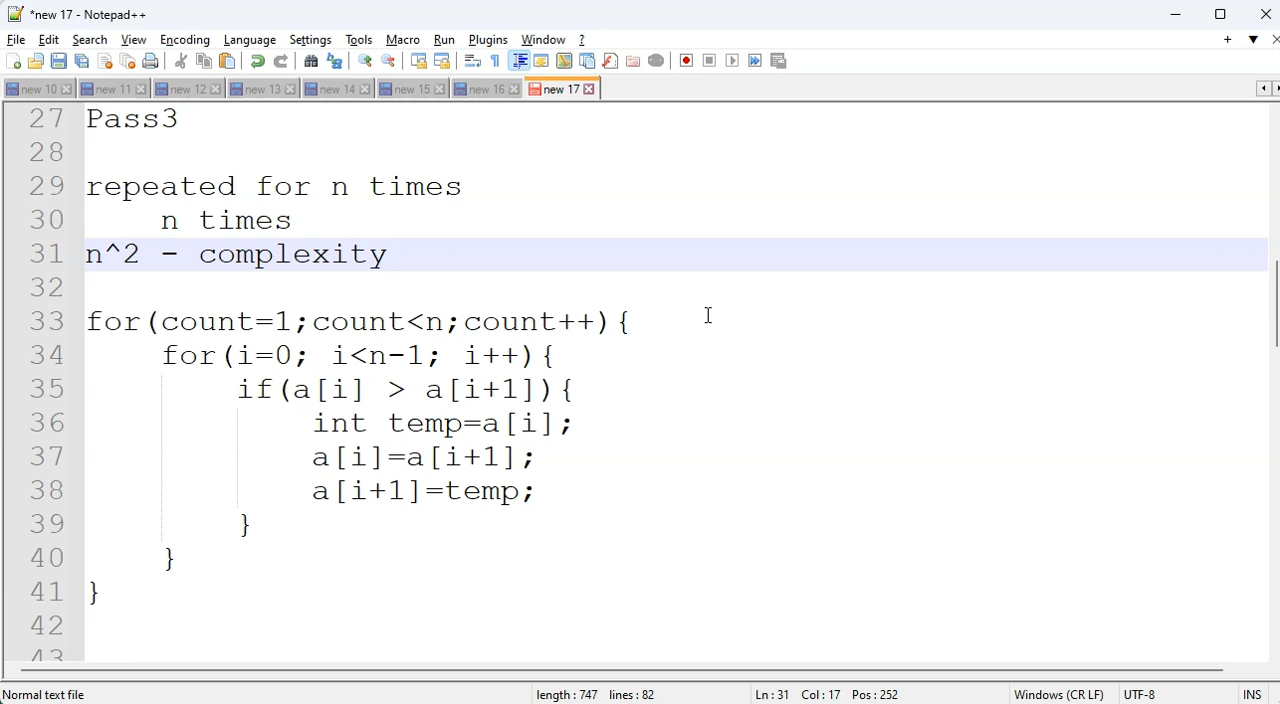 *new 17 - Notepad++
File Edit Search View Encoding Language Settings Tools Macro Run Plugins Window ?
new 10 new 11 new 12 new 13 new 14 new 15 new 16 new 17
27 Pass3
28
29 repeated for n times
30 n times
31 n^2 - complexity
32
33 for(count=1;count<n;count++){
34 for(i=0; i<n-1; i++){
35 if(a[i] > a[i+1]){
36 int temp=a[i];
37 a[i]=a[i+1];
38 a[i+1]=temp;
39 }
40 }
41 }
42
43
Normal text file length : 747 lines : 82 Ln : 31 Col : 17 Pos : 252 Windows (CR LF) UTF-8 INS